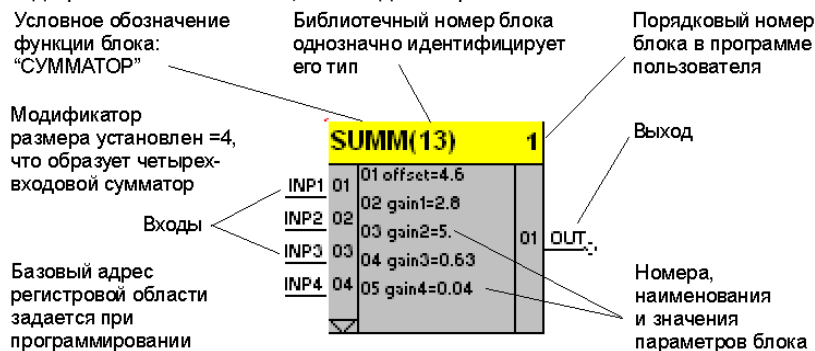 Условное обозначение
функции блока:
“СУММАТОР”
Библиотечный номер блока
однозначно идентифицирует
его тип
Порядковый номер
блока в программе
пользователя
Модификатор
размера установлен =4,
что образует четырех-
входовой сумматор
Входы
Базовый адрес
регистровой области
задается при
программировании
SUMM(13) 1
INP1 01
INP2 02
INP3 03
INP4 04
01 offset=4.6
02 gain1=2.8
03 gain2=5.
04 gain3=0.63
05 gain4=0.04
01 OUT
Выход
Номера,
наименования
и значения
параметров блока